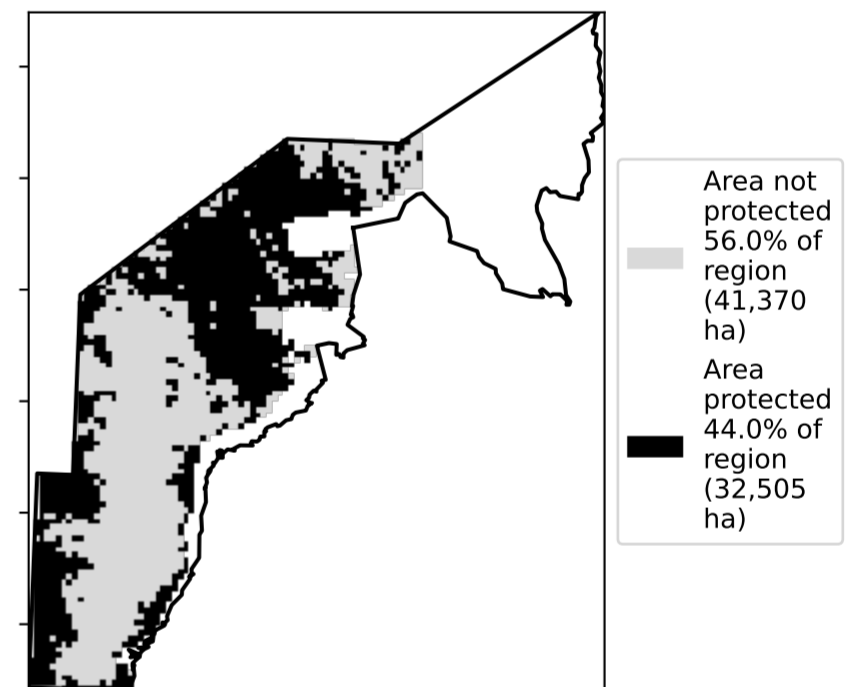 Area not
protected
56.0% of
region
(41,370
ha)
Area
protected
44.0% of
region
(32,505
ha)